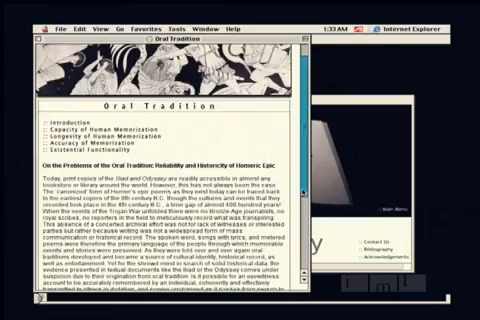 File Edit View Go Favorites Tools Window Help
1:33 AM Internet Explorer
Oral Tradition
Oral Tradition
:: Introduction
:: Capacity of Human Memorization
:: Longevity of Human Memorization
:: Accuracy of Memorization
:: Existential Functionality
On the Problems of the Oral Tradition: Reliability and Historicity of Homeric Epic
Today, print copies of the Iliad and Odyssey are readily accessible in almost any
bookstore or library around the world. However, this has not always been the case.
The 'canonized' form of Homer's epic poems as they exist today can be traced back
to the earliest copies of the 8th century B.C. though the cultures and events that they
recorded took place in the 12th century B.C., a time gap of almost 400 hundred years!
When the events of the Trojan War unfolded there were no Bronze-Age journalists, no
royal scribes, no reporters in the field to meticulously record what was transpiring.
This absence of a concerted archival effort was not for lack of witnesses or interested
parties but rather because writing was not a widespread form of mass
communication or historical record. The spoken word, songs with lyrics, and metered
poems were therefore the primary language of the people through which memorable
events and stories were preserved. As they were told over and over again oral
traditions developed and became a source of cultural identity, historical record, as
well as entertainment. Yet for the shrewd mind in search of solid historical data, the
evidence presented in textual documents like the Iliad or the Odyssey comes under
suspicion due to their origination from oral tradition. Is it possible for an eyewitness
account to be accurately remembered by an individual, coherently and effectively
:: Main Menu
:: Contact Us
:: Bibliography
:: Acknowledgements